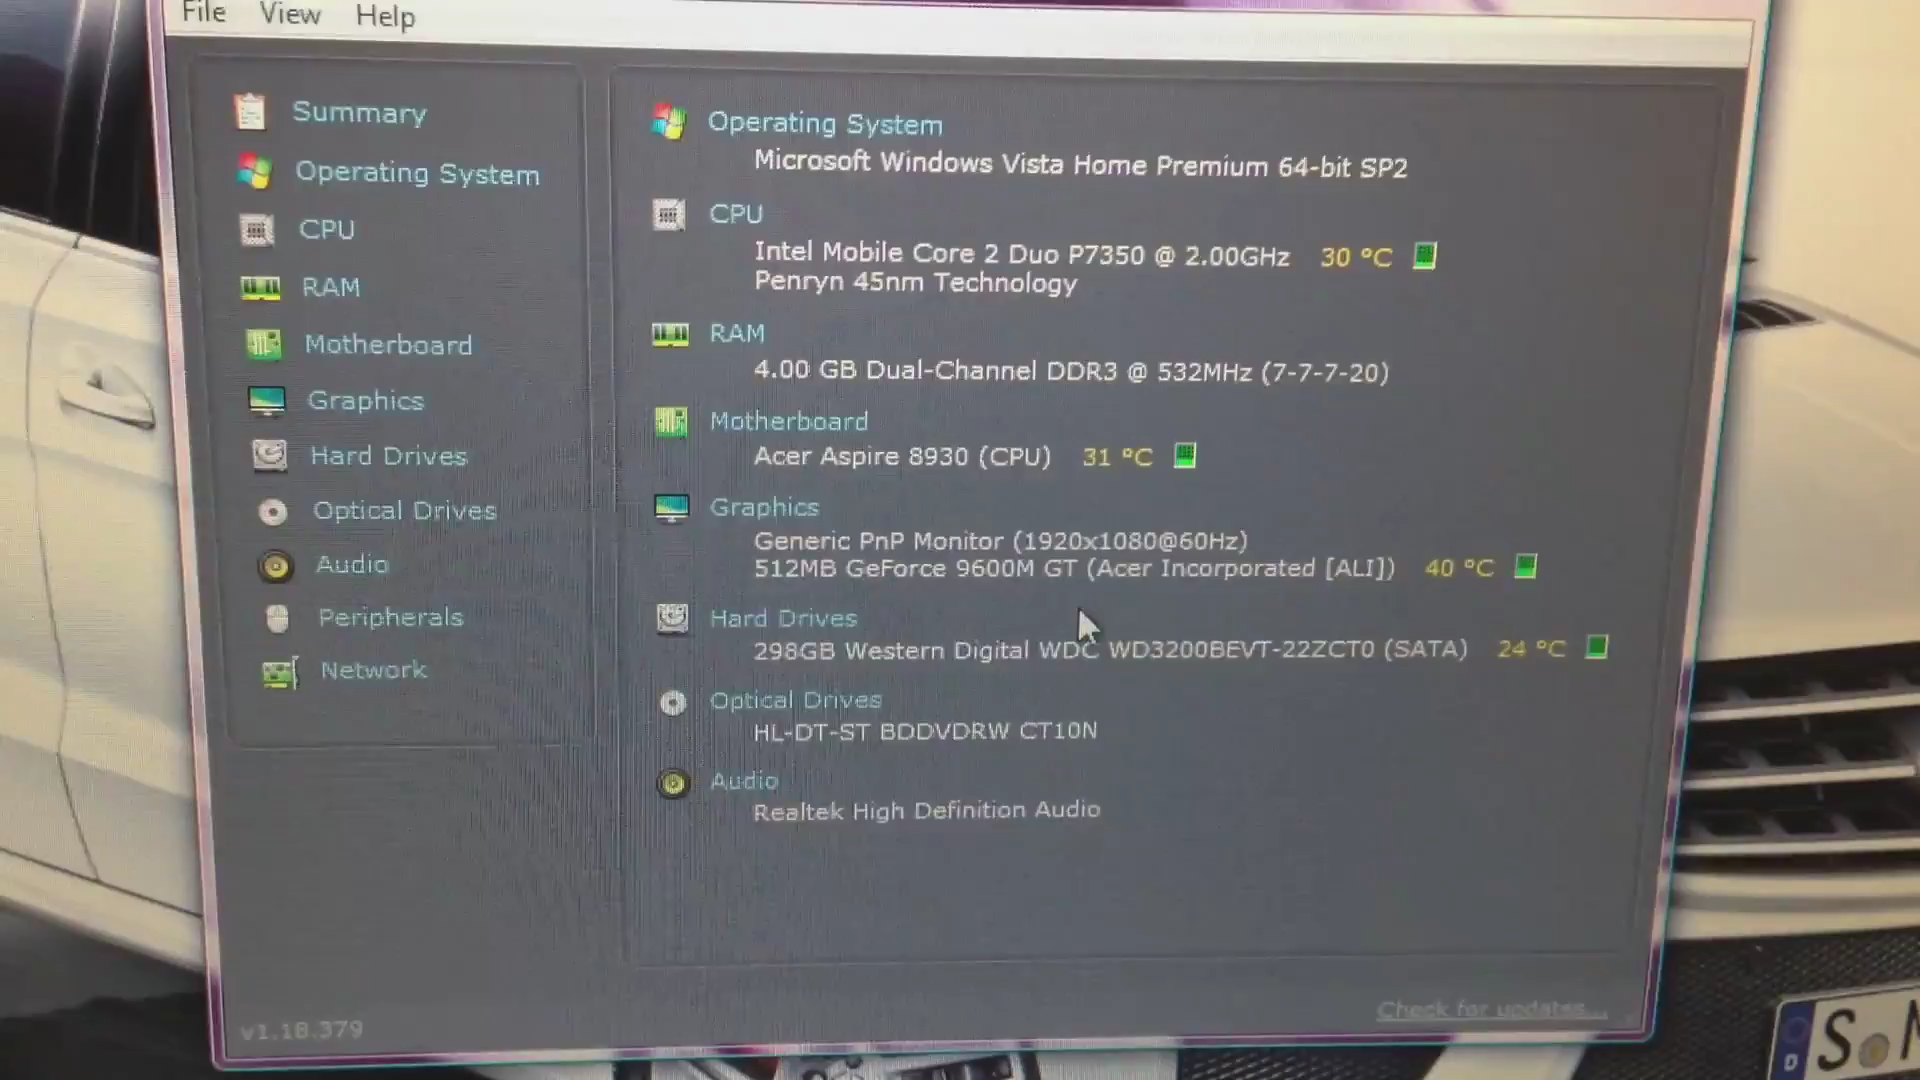 File View Help
Summary
Operating System
CPU
RAM
Motherboard
Graphics
Hard Drives
Optical Drives
Audio
Peripherals
Network
Operating System
Microsoft Windows Vista Home Premium 64-bit SP2
CPU
Intel Mobile Core 2 Duo P7350 @ 2.00GHz 30 °C
Penryn 45nm Technology
RAM
4.00 GB Dual-Channel DDR3 @ 532MHz (7-7-7-20)
Motherboard
Acer Aspire 8930 (CPU) 31 °C
Graphics
Generic PnP Monitor (1920x1080@60Hz)
512MB GeForce 9600M GT (Acer Incorporated [ALI]) 40 °C
Hard Drives
298GB Western Digital WDC WD3200BEVT-22ZCT0 (SATA) 24 °C
Optical Drives
HL-DT-ST BDDVDRW CT10N
Audio
Realtek High Definition Audio
v1.18.379
Check for updates...
D S